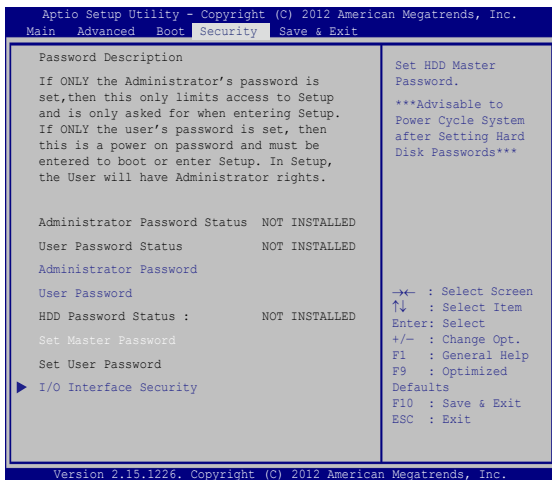 Aptio Setup Utility - Copyright (C) 2012 American Megatrends, Inc.
Main Advanced Boot Security Save & Exit
Password Description
If ONLY the Administrator's password is
set,then this only limits access to Setup
and is only asked for when entering Setup.
If ONLY the user's password is set, then
this is a power on password and must be
entered to boot or enter Setup. In Setup,
the User will have Administrator rights.
Administrator Password Status NOT INSTALLED
User Password Status NOT INSTALLED
Administrator Password
User Password
HDD Password Status : NOT INSTALLED
Set Master Password
Set User Password
I/O Interface Security
Set HDD Master
Password.
***Advisable to
Power Cycle System
after Setting Hard
Disk Passwords***
→← : Select Screen
↑↓ : Select Item
Enter: Select
+/- : Change Opt.
F1 : General Help
F9 : Optimized
Defaults
F10 : Save & Exit
ESC : Exit
Version 2.15.1226. Copyright (C) 2012 American Megatrends, Inc.